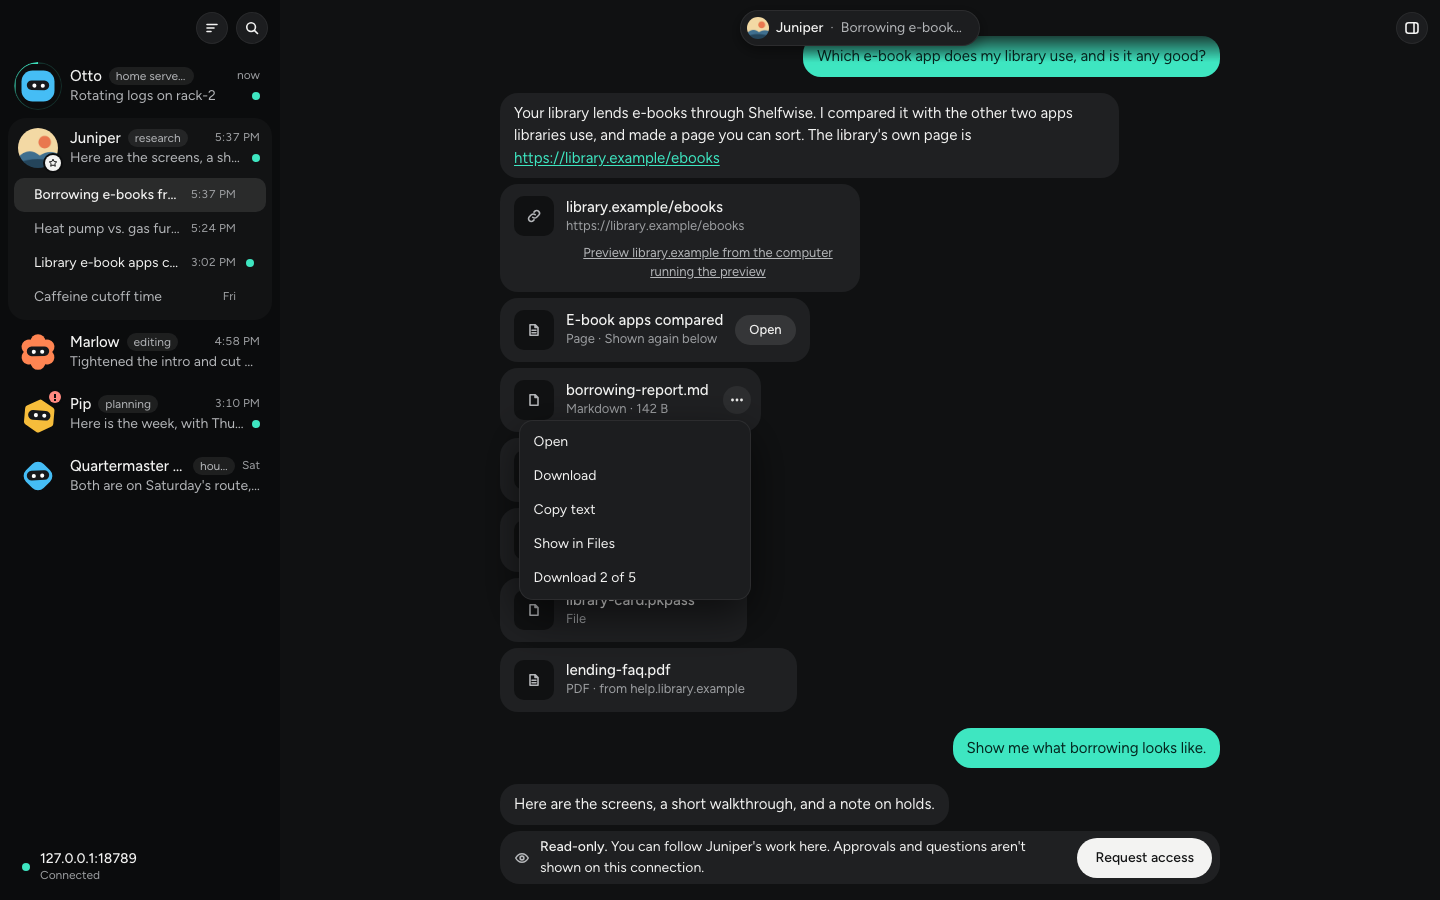 Otto home serve… now
Rotating logs on rack-2
Juniper research 5:37 PM
Here are the screens, a sh…
Borrowing e-books fr… 5:37 PM
Heat pump vs. gas fur… 5:24 PM
Library e-book apps c… 3:02 PM
Caffeine cutoff time Fri
Marlow editing 4:58 PM
Tightened the intro and cut …
Pip planning 3:10 PM
Here is the week, with Thu…
Quartermaster … hou… Sat
Both are on Saturday's route,…
127.0.0.1:18789
Connected
Juniper · Borrowing e-book…
Which e-book app does my library use, and is it any good?
Your library lends e-books through Shelfwise. I compared it with the other two apps
libraries use, and made a page you can sort. The library's own page is
https://library.example/ebooks
library.example/ebooks
https://library.example/ebooks
Preview library.example from the computer
running the preview
E-book apps compared
Page · Shown again below
Open
borrowing-report.md
Markdown · 142 B
Open
Download
Copy text
Show in Files
Download 2 of 5
library-card.pkpass
File
lending-faq.pdf
PDF · from help.library.example
Show me what borrowing looks like.
Here are the screens, a short walkthrough, and a note on holds.
Read-only. You can follow Juniper's work here. Approvals and questions aren't
shown on this connection.
Request access